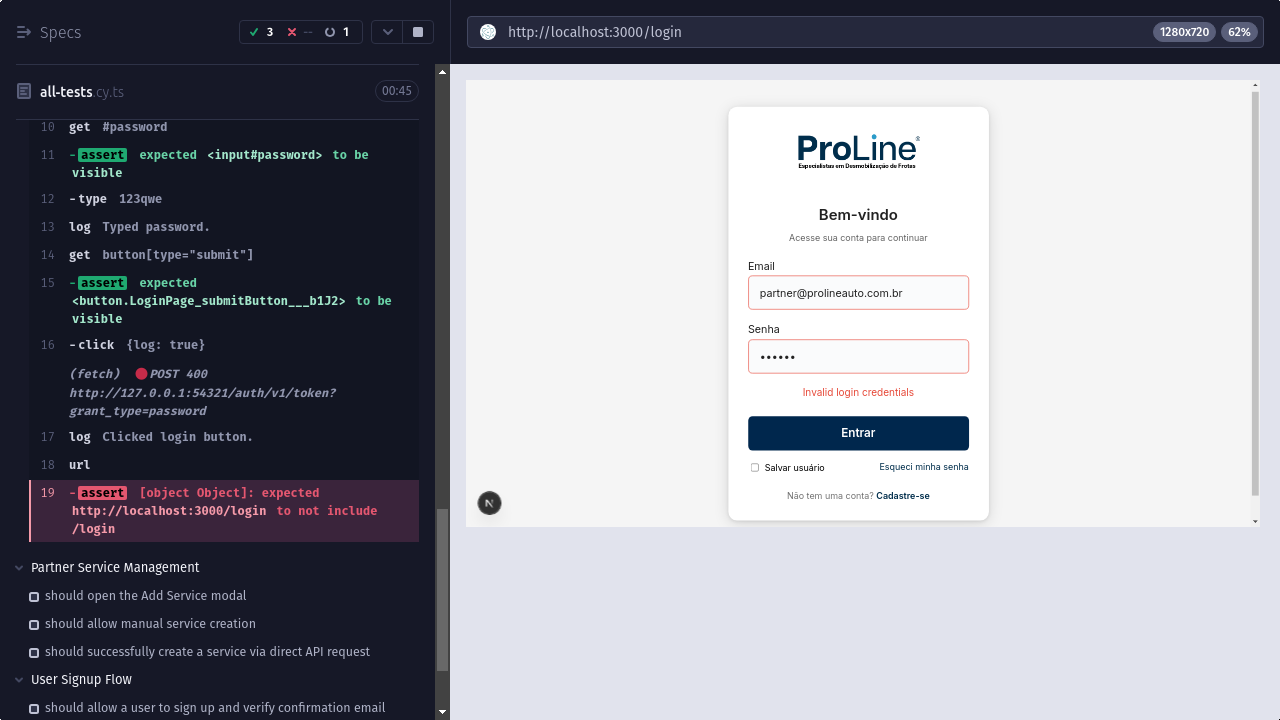 Specs
3
--
1
http://localhost:3000/login
1280x720
62%
all-tests.cy.ts
00:45
10 get #password
11 -assert expected <input#password> to be
visible
12 -type 123qwe
13 log Typed password.
14 get button[type="submit"]
15 -assert expected
<button.LoginPage_submitButton___b1J2> to be
visible
16 -click {log: true}
(fetch) POST 400
http://127.0.0.1:54321/auth/v1/token?
grant_type=password
17 log Clicked login button.
18 url
19 -assert [object Object]: expected
http://localhost:3000/login to not include
/login
Partner Service Management
should open the Add Service modal
should allow manual service creation
should successfully create a service via direct API request
User Signup Flow
should allow a user to sign up and verify confirmation email
ProLine®
Especialistas em Desmobilização de Frotas
Bem-vindo
Acesse sua conta para continuar
Email
partner@prolineauto.com.br
Senha
••••••
Invalid login credentials
Entrar
Salvar usuário
Esqueci minha senha
Não tem uma conta? Cadastre-se
N